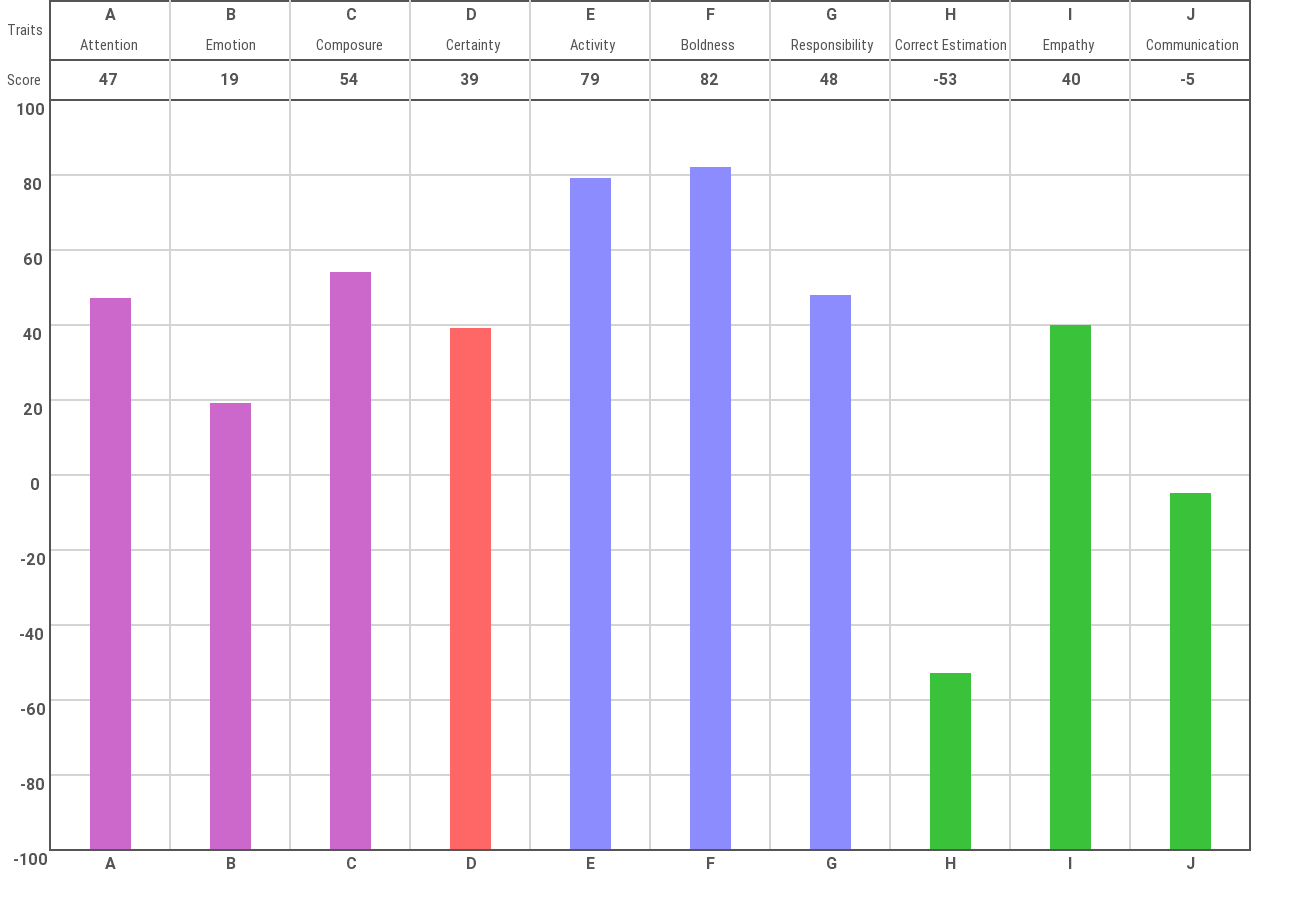 A B C D E F G H I J
Traits
Attention Emotion Composure Certainty Activity Boldness Responsibility Correct Estimation Empathy Communication
Score 47 19 54 39 79 82 48 -53 40 -5
100
80
60
40
20
0
-20
-40
-60
-80
-100
A B C D E F G H I J